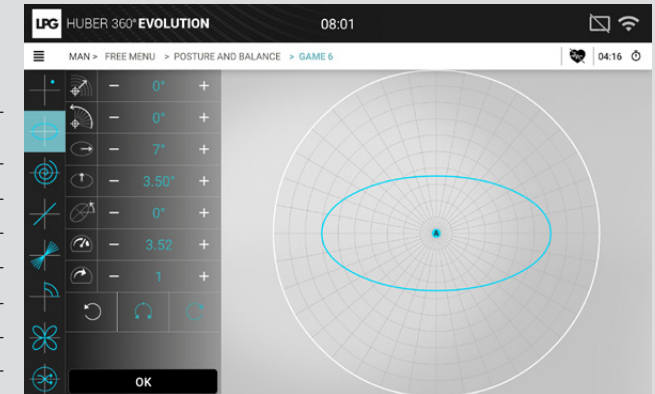 LPG HUBER 360° EVOLUTION 08:01
MAN > FREE MENU > POSTURE AND BALANCE > GAME 6 04:16
− 0° +
− 0° +
− 7° +
− 3.50° +
− 0° +
− 3.52 +
− 1 +
A
OK